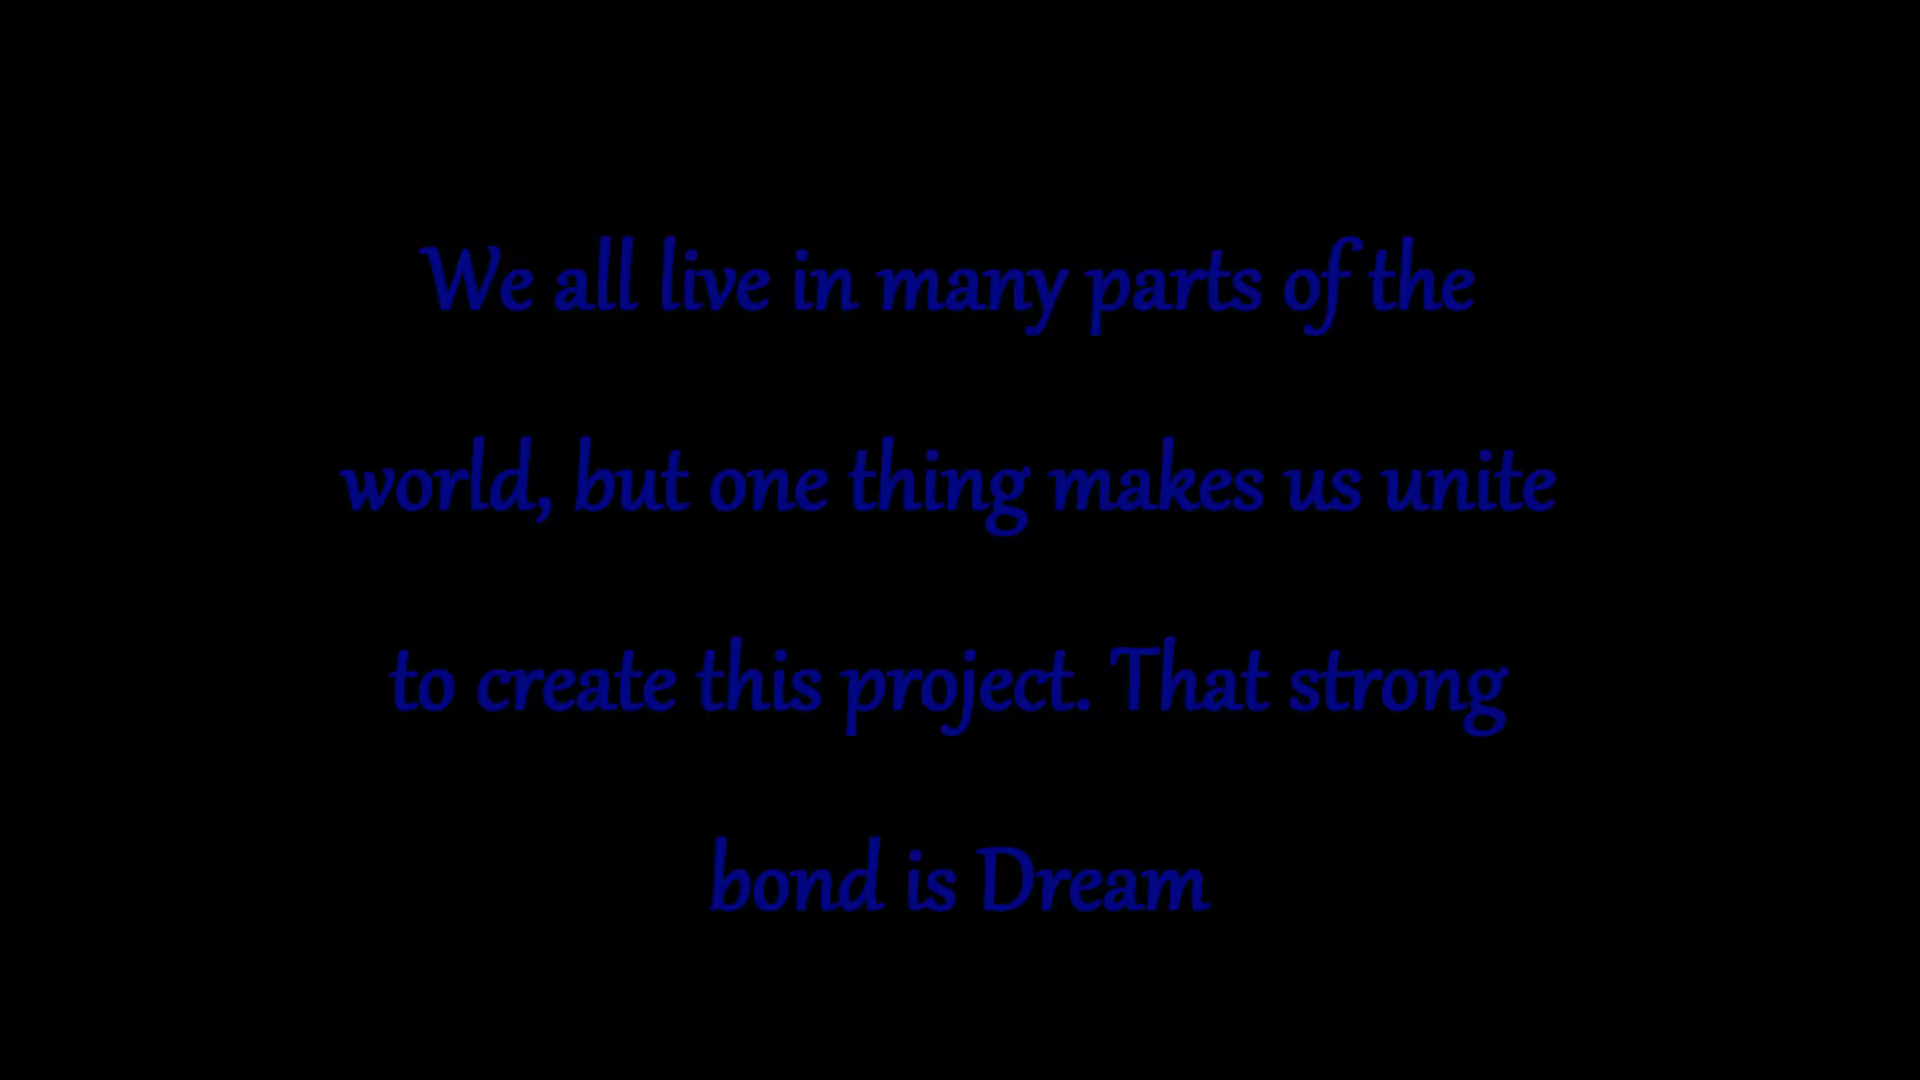 We all live in many parts of the
world, but one thing makes us unite
to create this project. That strong
bond is Dream